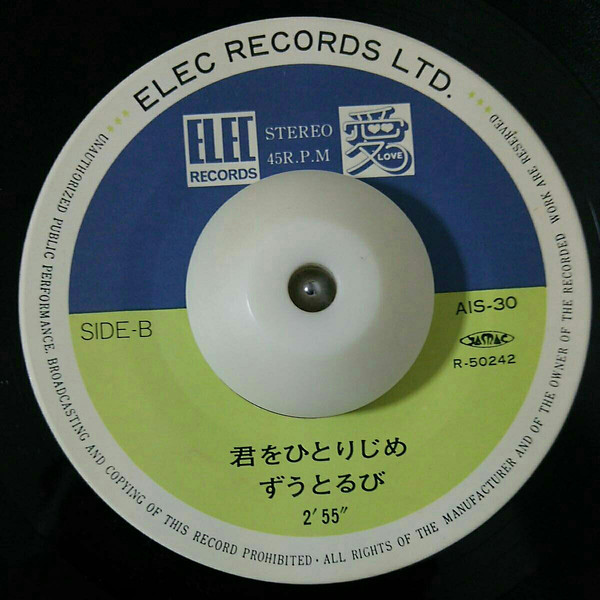 ELEC RECORDS LTD.
ELEC
RECORDS
STEREO
45R.P.M
愛
LOVE
SIDE-B
AIS-30
JASRAC
R-50242
君をひとりじめ
ずうとるび
2′55″
UNAUTHORIZED PUBLIC PERFORMANCE, BROADCASTING AND COPYING OF THIS RECORD PROHIBITED · ALL RIGHTS OF THE MANUFACTURER AND OF THE OWNER OF THE RECORDED WORK ARE RESERVED